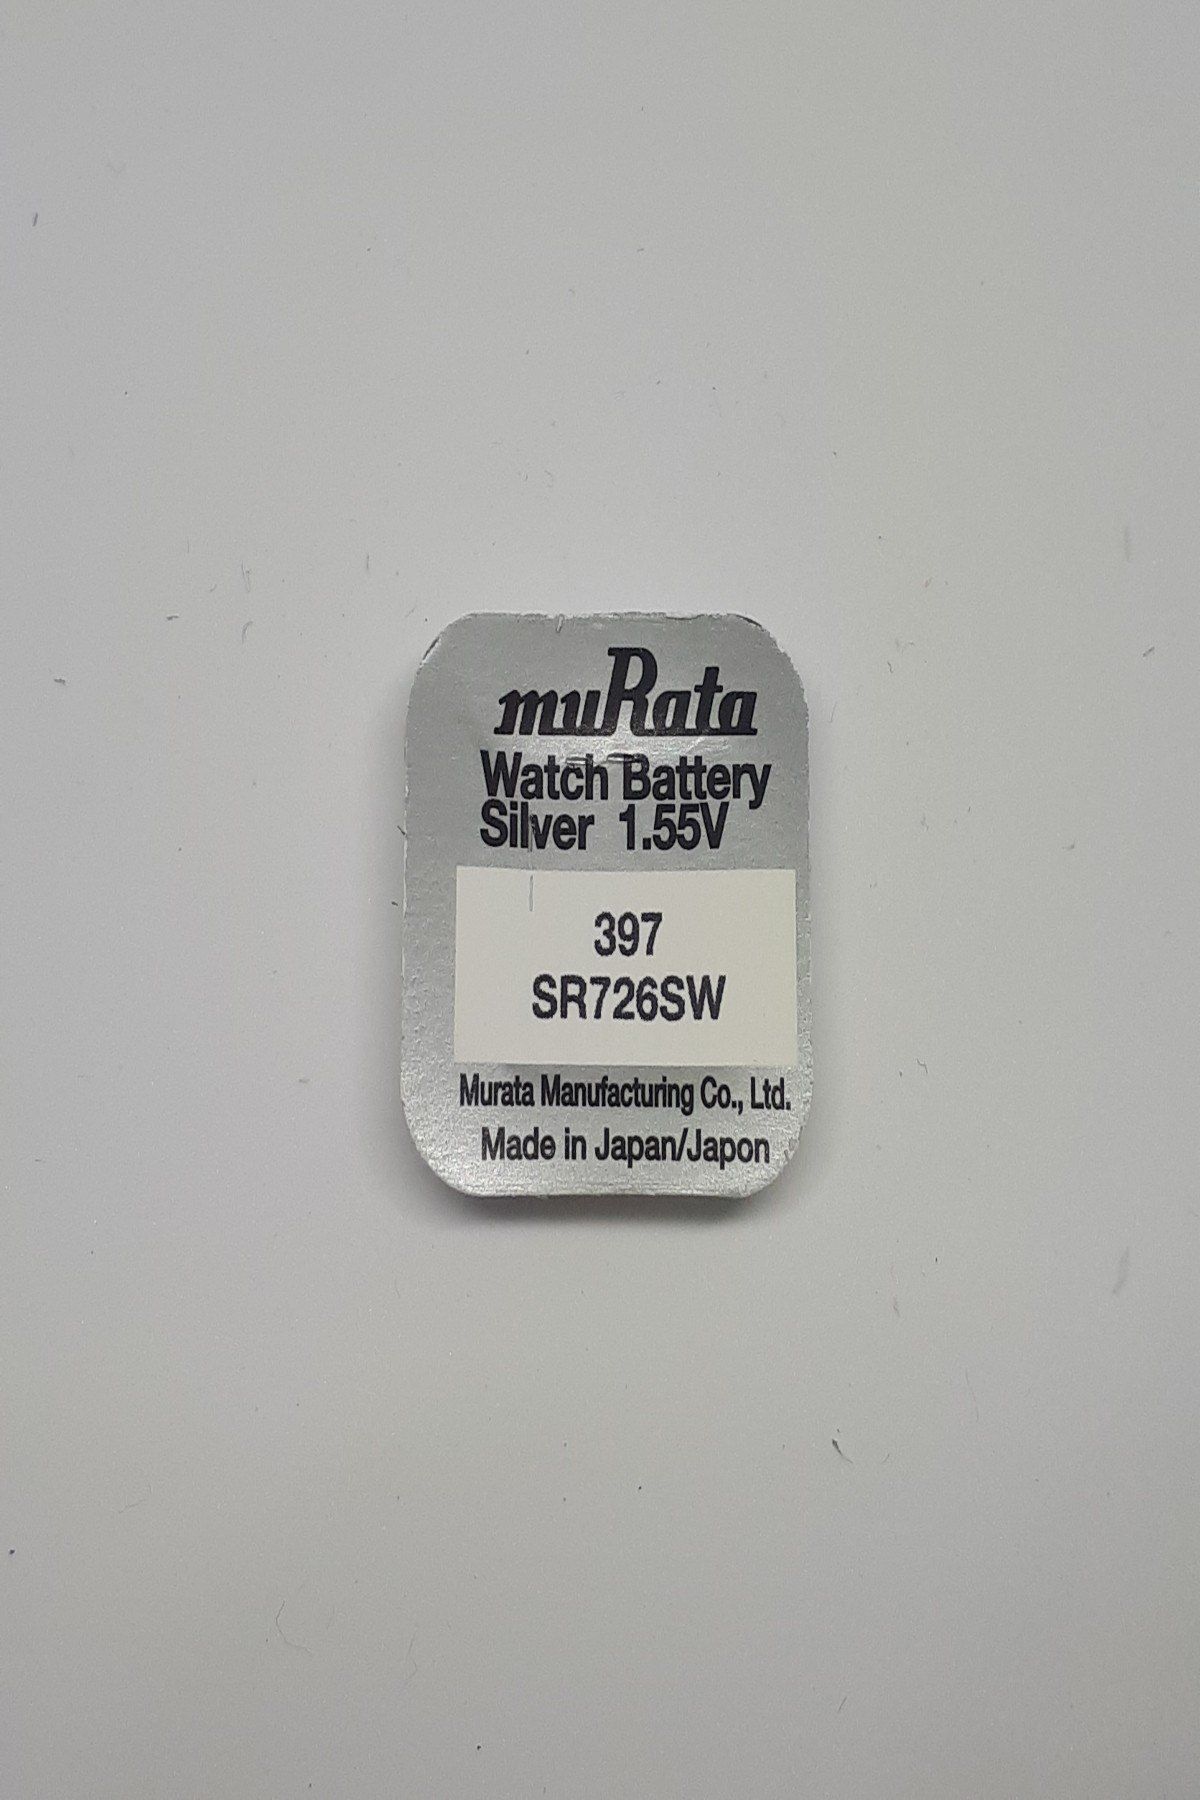 muRata
Watch Battery
Silver 1.55V
397
SR726SW
Murata Manufacturing Co., Ltd.
Made in Japan/Japon